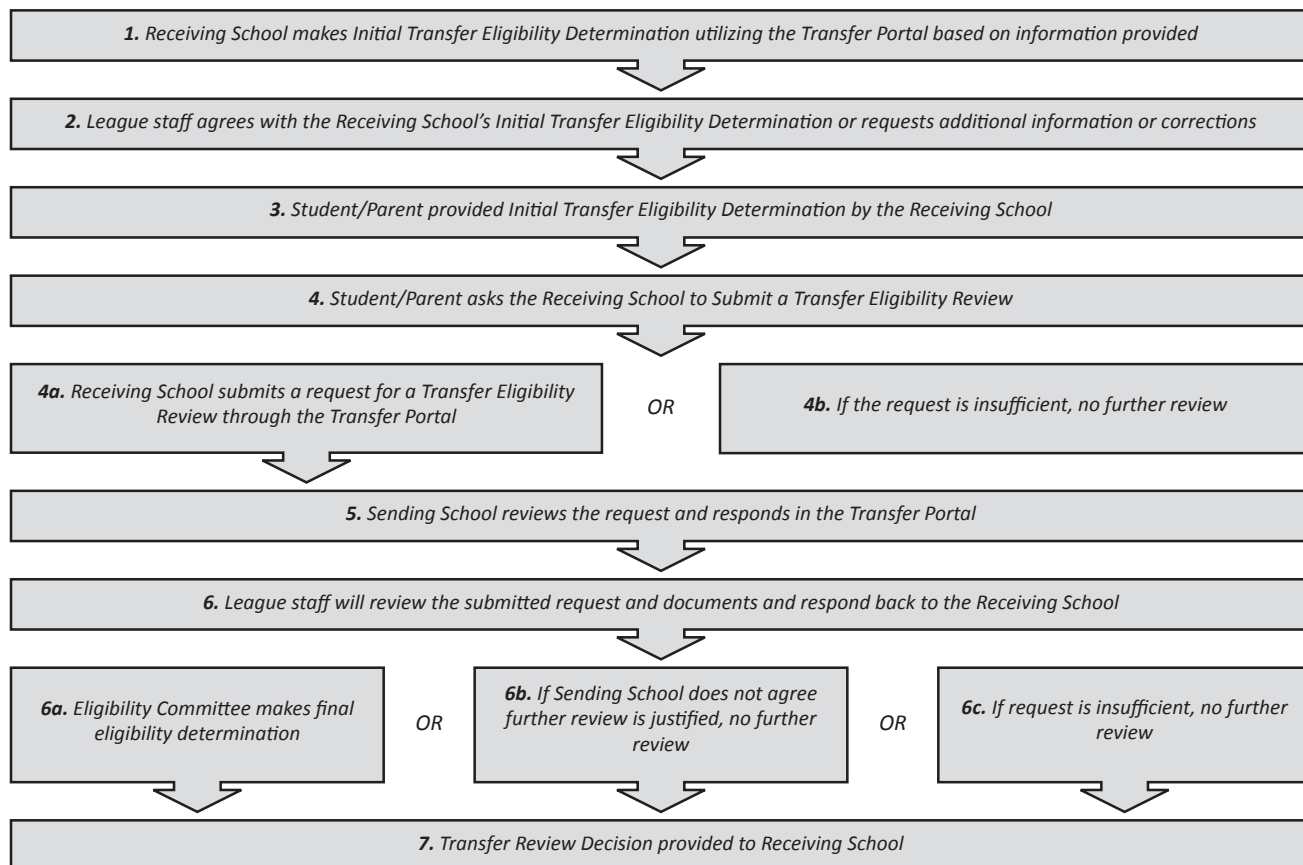 1. Receiving School makes Initial Transfer Eligibility Determination utilizing the Transfer Portal based on information provided
2. League staff agrees with the Receiving School's Initial Transfer Eligibility Determination or requests additional information or corrections
3. Student/Parent provided Initial Transfer Eligibility Determination by the Receiving School
4. Student/Parent asks the Receiving School to Submit a Transfer Eligibility Review
4a. Receiving School submits a request for a Transfer Eligibility
Review through the Transfer Portal
OR
4b. If the request is insufficient, no further review
5. Sending School reviews the request and responds in the Transfer Portal
6. League staff will review the submitted request and documents and respond back to the Receiving School
6a. Eligibility Committee makes final
eligibility determination
OR
6b. If Sending School does not agree
further review is justified, no further
review
OR
6c. If request is insufficient, no further
review
7. Transfer Review Decision provided to Receiving School